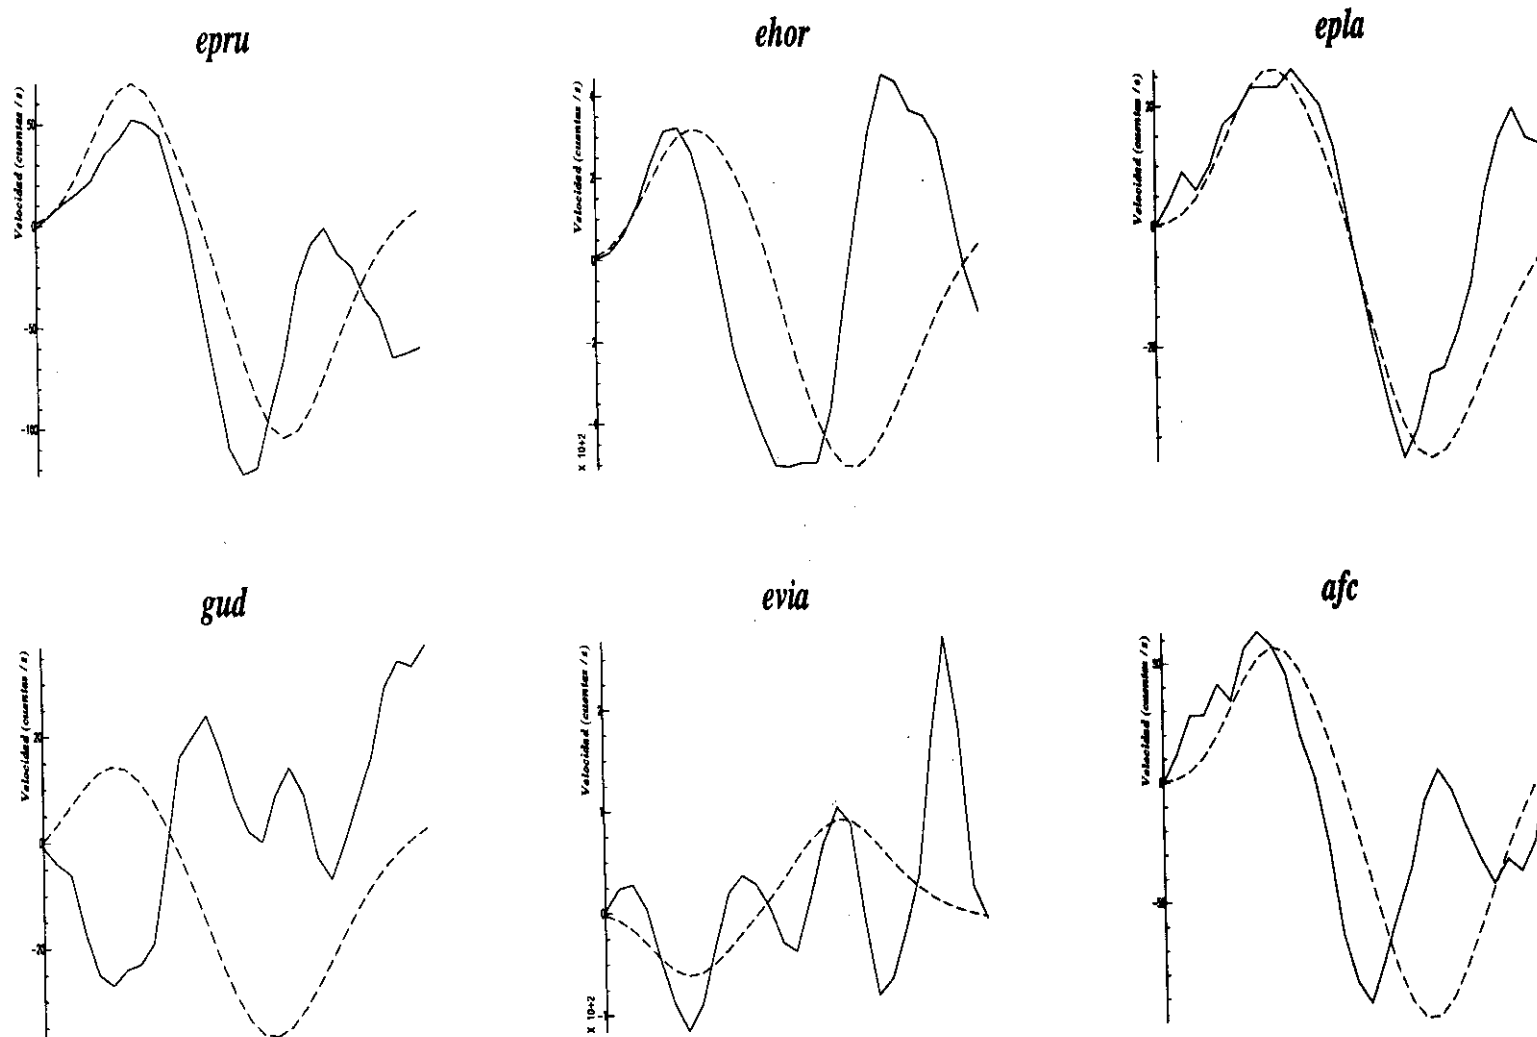 epru
Velocidad (cuentas / s)
50
0
-50
-100
ehor
Velocidad (cuentas / s)
4
2
0
-2
-4
X 10+2
epla
Velocidad (cuentas / s)
0
gud
Velocidad (cuentas / s)
20
0
-20
evia
Velocidad (cuentas / s)
2
1
0
-1
X 10+2
afc
Velocidad (cuentas / s)
0